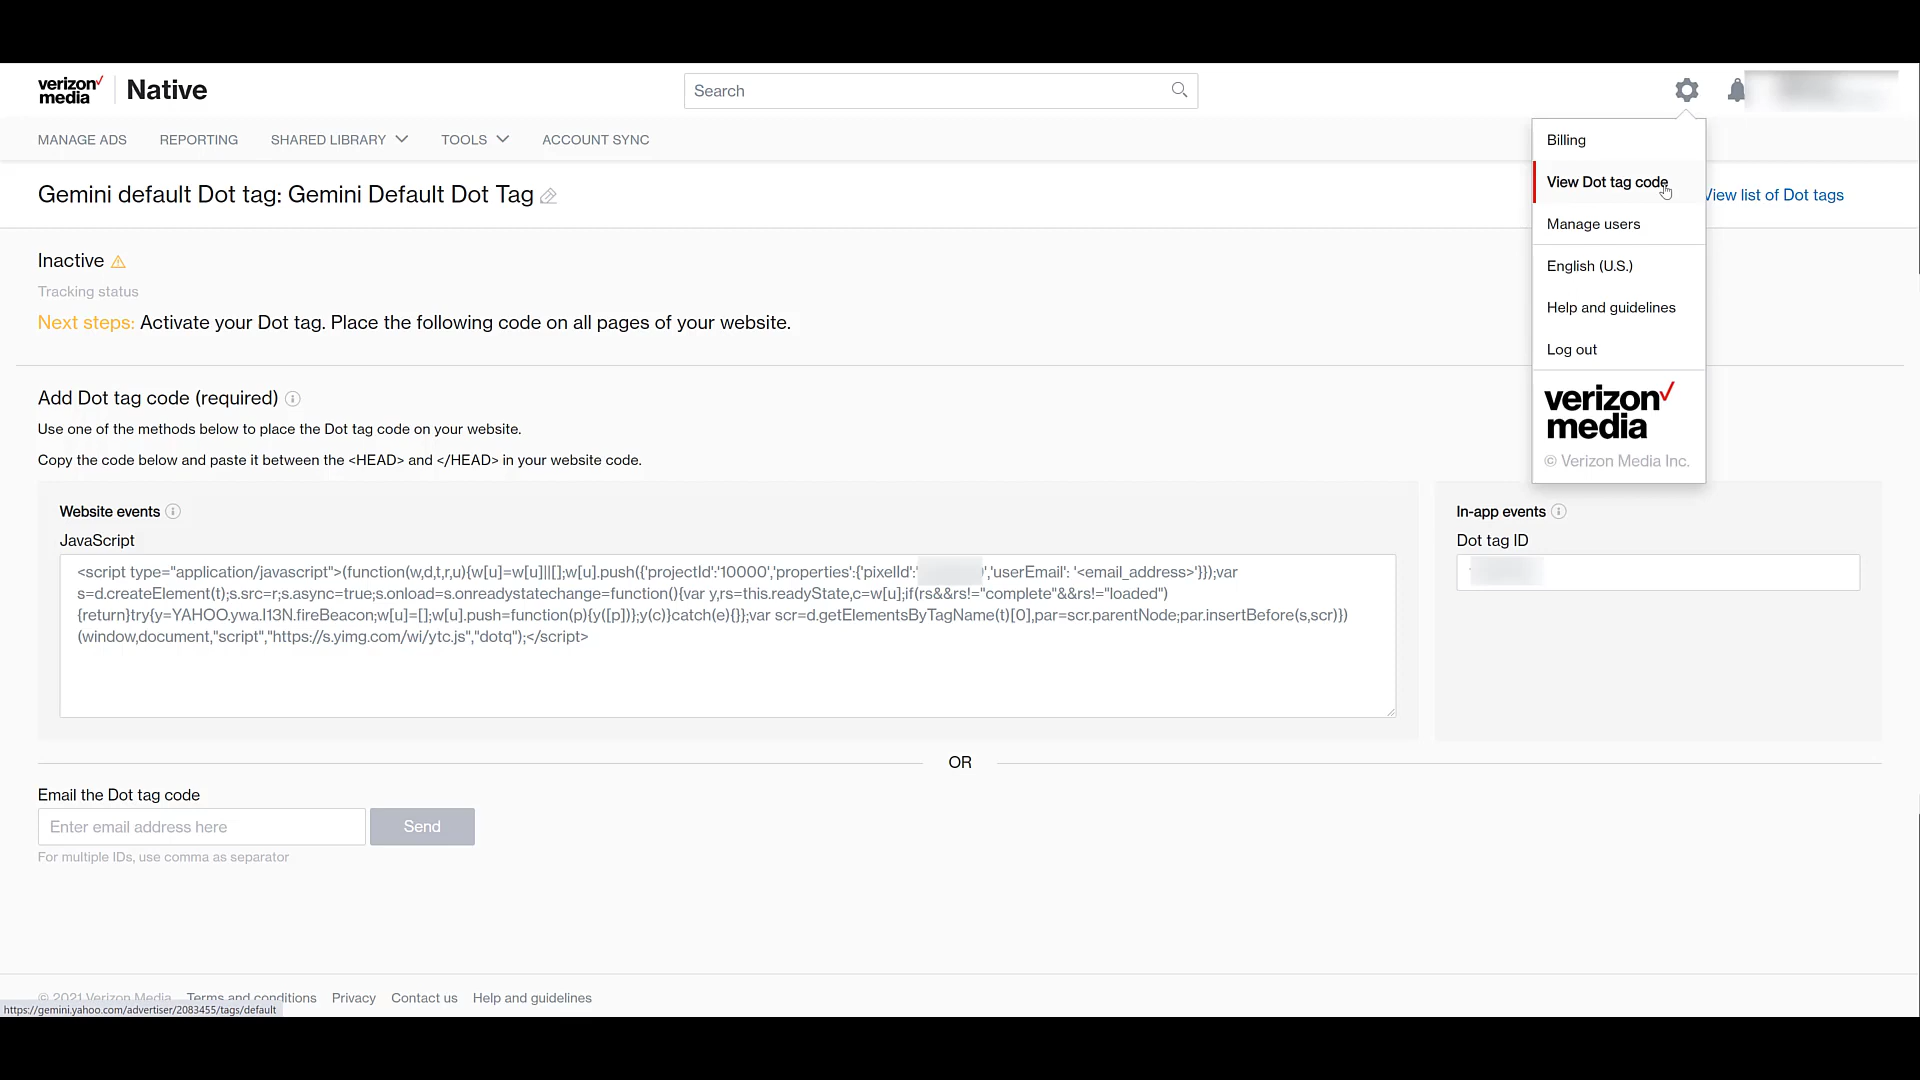 verizon
media
Native
Search
MANAGE ADS
REPORTING
SHARED LIBRARY
TOOLS
ACCOUNT SYNC
Billing
View Dot tag code
Manage users
English (U.S.)
Help and guidelines
Log out
verizon
media
© Verizon Media Inc.
Gemini default Dot tag: Gemini Default Dot Tag
View list of Dot tags
Inactive
Tracking status
Next steps: Activate your Dot tag. Place the following code on all pages of your website.
Add Dot tag code (required)
Use one of the methods below to place the Dot tag code on your website.
Copy the code below and paste it between the <HEAD> and </HEAD> in your website code.
Website events
JavaScript
<script type="application/javascript">(function(w,d,t,r,u){w[u]=w[u]||[];w[u].push({'projectId':'10000','properties':{'pixelId':' ','userEmail': '<email_address>'}});var
s=d.createElement(t);s.src=r;s.async=true;s.onload=s.onreadystatechange=function(){var y,rs=this.readyState,c=w[u];if(rs&&rs!="complete"&&rs!="loaded")
{return}try{y=YAHOO.ywa.I13N.fireBeacon;w[u]=[];w[u].push=function(p){y([p])};y(c)}catch(e){}};var scr=d.getElementsByTagName(t)[0],par=scr.parentNode;par.insertBefore(s,scr)})
(window,document,"script","https://s.yimg.com/wi/ytc.js","dotq");</script>
In-app events
Dot tag ID
OR
Email the Dot tag code
Enter email address here
Send
For multiple IDs, use comma as separator
© 2021 Verizon Media
Terms and conditions
Privacy
Contact us
Help and guidelines
https://gemini.yahoo.com/advertiser/2083455/tags/default